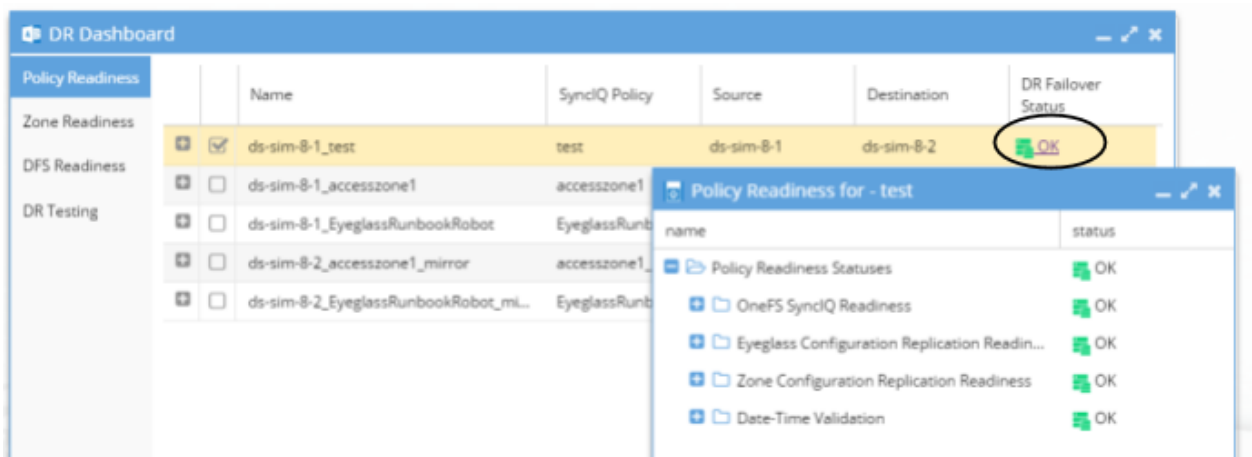 DR Dashboard
Policy Readiness
Zone Readiness
DFS Readiness
DR Testing
Name SyncIQ Policy Source Destination DR Failover
Status
ds-sim-8-1_test test ds-sim-8-1 ds-sim-8-2 OK
ds-sim-8-1_accesszone1 accesszone1
ds-sim-8-1_EyeglassRunbookRobot EyeglassRunb
ds-sim-8-2_accesszone1_mirror accesszone1_
ds-sim-8-2_EyeglassRunbookRobot_mi... EyeglassRunb
Policy Readiness for - test
name status
Policy Readiness Statuses OK
OneFS SyncIQ Readiness OK
Eyeglass Configuration Replication Readin... OK
Zone Configuration Replication Readiness OK
Date-Time Validation OK